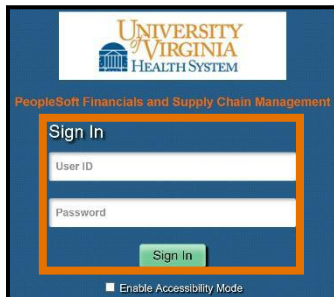 UNIVERSITY
of VIRGINIA
HEALTH SYSTEM
PeopleSoft Financials and Supply Chain Management
Sign In
User ID
Password
Sign In
Enable Accessibility Mode